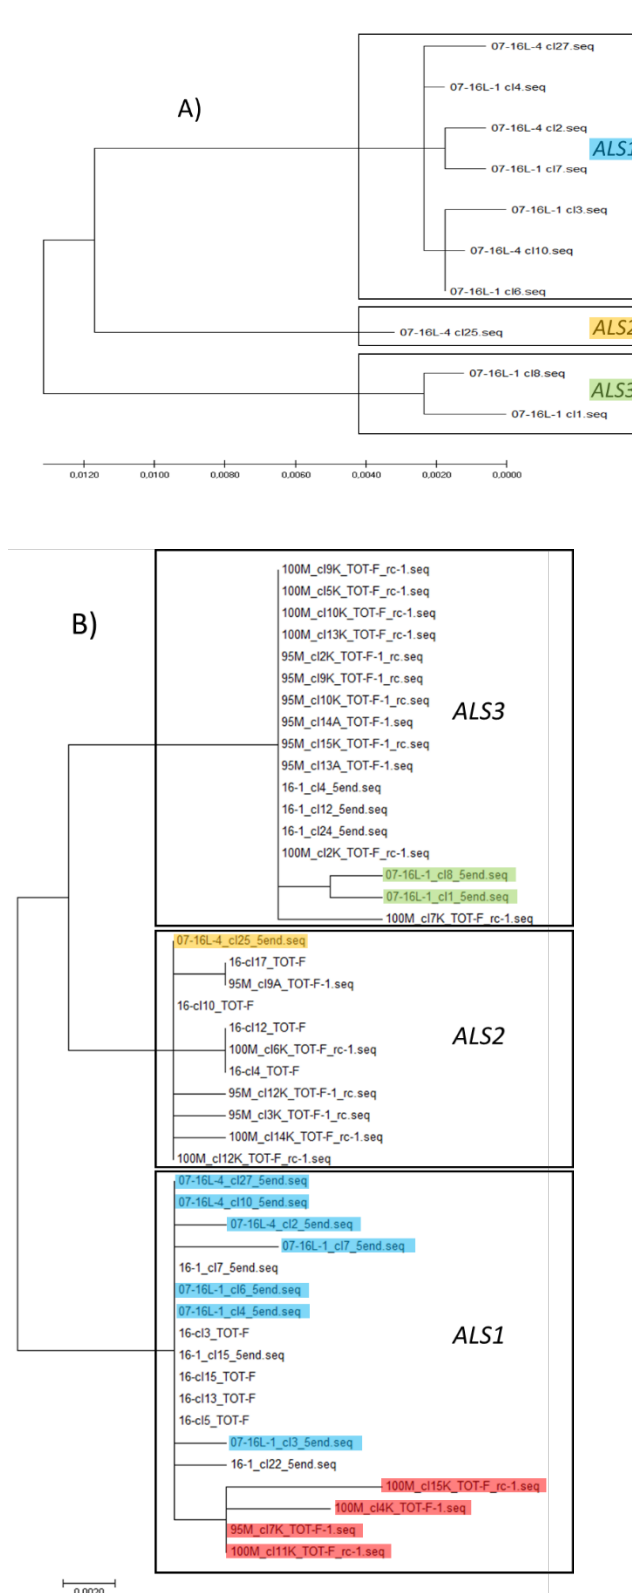 A)
07-16L-4 cl27.seq
07-16L-1 cl4.seq
07-16L-4 cl2.seq
ALS1
07-16L-1 cl7.seq
07-16L-1 cl3.seq
07-16L-4 cl10.seq
07-16L-1 cl6.seq
07-16L-4 cl25.seq
ALS2
07-16L-1 cl8.seq
ALS3
07-16L-1 cl1.seq
0.0120 0.0100 0.0080 0.0060 0.0040 0.0020 0.0000
B)
100M_cl9K_TOT-F_rc-1.seq
100M_cl5K_TOT-F_rc-1.seq
100M_cl10K_TOT-F_rc-1.seq
100M_cl13K_TOT-F_rc-1.seq
95M_cl2K_TOT-F-1_rc.seq
95M_cl9K_TOT-F-1_rc.seq
95M_cl10K_TOT-F-1_rc.seq
ALS3
95M_cl14A_TOT-F-1.seq
95M_cl15K_TOT-F-1_rc.seq
95M_cl13A_TOT-F-1.seq
16-1_cl4_5end.seq
16-1_cl12_5end.seq
16-1_cl24_5end.seq
100M_cl2K_TOT-F_rc-1.seq
07-16L-1_cl8_5end.seq
07-16L-1_cl1_5end.seq
100M_cl7K_TOT-F_rc-1.seq
07-16L-4_cl25_5end.seq
16-cl17_TOT-F
95M_cl9A_TOT-F-1.seq
16-cl10_TOT-F
16-cl12_TOT-F
ALS2
100M_cl6K_TOT-F_rc-1.seq
16-cl4_TOT-F
95M_cl12K_TOT-F-1_rc.seq
95M_cl3K_TOT-F-1_rc.seq
100M_cl14K_TOT-F_rc-1.seq
100M_cl12K_TOT-F_rc-1.seq
07-16L-4_cl27_5end.seq
07-16L-4_cl10_5end.seq
07-16L-4_cl2_5end.seq
07-16L-1_cl7_5end.seq
16-1_cl7_5end.seq
07-16L-1_cl6_5end.seq
07-16L-1_cl4_5end.seq
16-cl3_TOT-F
ALS1
16-1_cl15_5end.seq
16-cl15_TOT-F
16-cl13_TOT-F
16-cl5_TOT-F
07-16L-1_cl3_5end.seq
16-1_cl22_5end.seq
100M_cl15K_TOT-F_rc-1.seq
100M_cl4K_TOT-F-1.seq
95M_cl7K_TOT-F-1.seq
100M_cl11K_TOT-F_rc-1.seq
0.0020